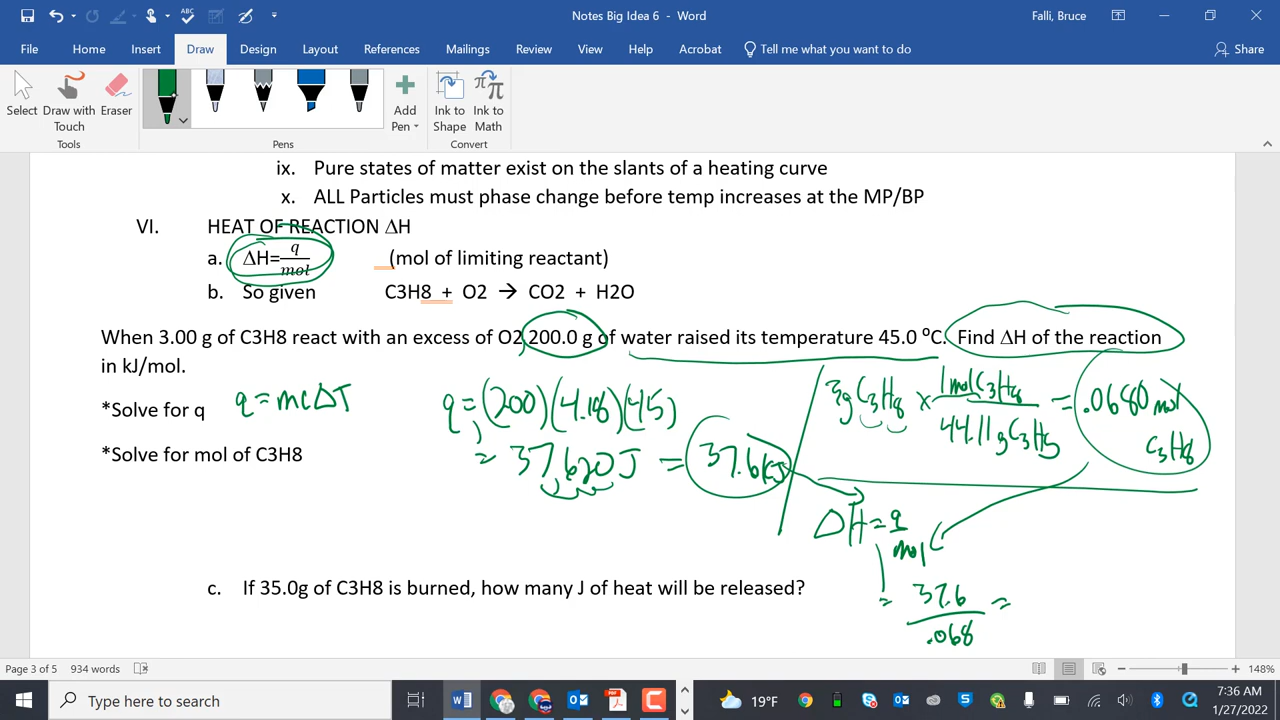 Notes Big Idea 6 - Word
Falli, Bruce
File Home Insert Draw Design Layout References Mailings Review View Help Acrobat Tell me what you want to do Share
Select Draw with Touch Eraser Add Pen Ink to Shape Ink to Math
Tools Pens Convert
ix. Pure states of matter exist on the slants of a heating curve
x. ALL Particles must phase change before temp increases at the MP/BP
VI. HEAT OF REACTION ΔH
a. ΔH=q/mol (mol of limiting reactant)
b. So given C3H8 + O2 → CO2 + H2O
When 3.00 g of C3H8 react with an excess of O2, 200.0 g of water raised its temperature 45.0 ⁰C. Find ΔH of the reaction
in kJ/mol.
*Solve for q q = mcΔT
*Solve for mol of C3H8
q = (200)(4.18)(45)
= 37,620 J = 37.6 kJ
3g C3H8 x 1 mol C3H8 / 44.11g C3H8 = .0680 mol C3H8
ΔH = q/mol
= 37.6/.068 =
c. If 35.0g of C3H8 is burned, how many J of heat will be released?
Page 3 of 5 934 words 148%
Type here to search 19°F 7:36 AM
1/27/2022